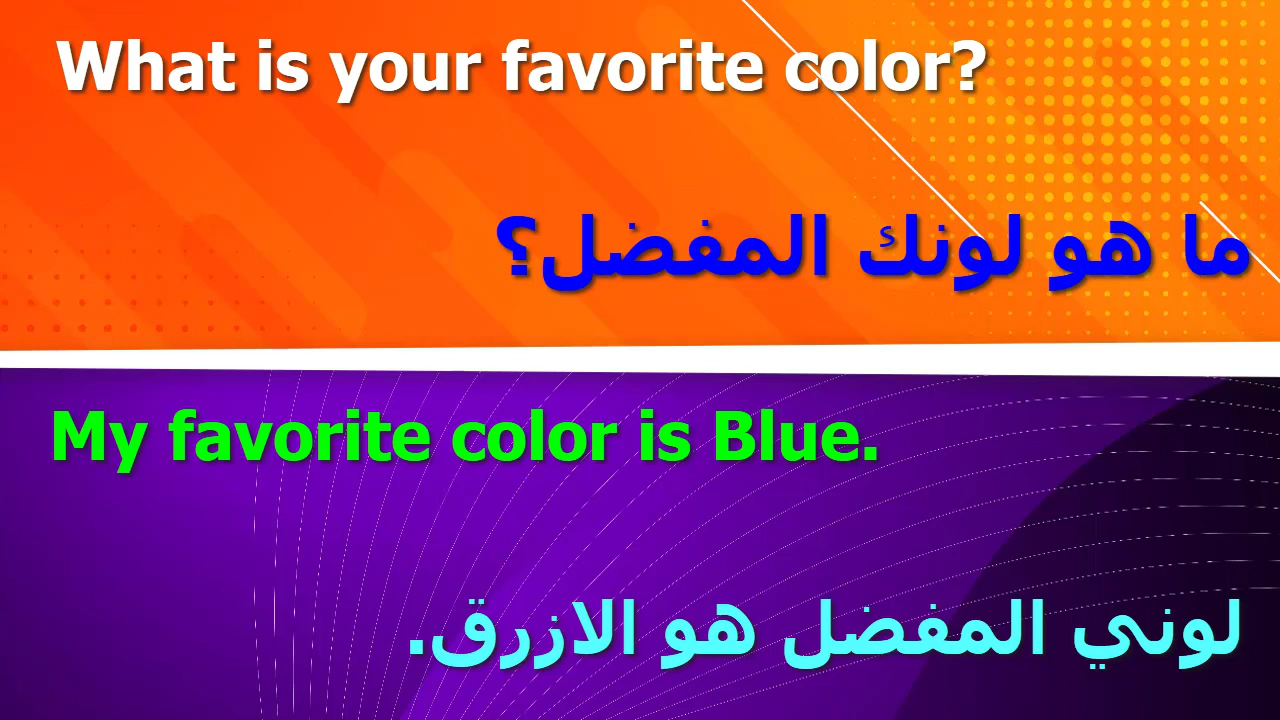 What is your favorite color?
ما هو لونك المفضل؟
My favorite color is Blue.
لوني المفضل هو الازرق.